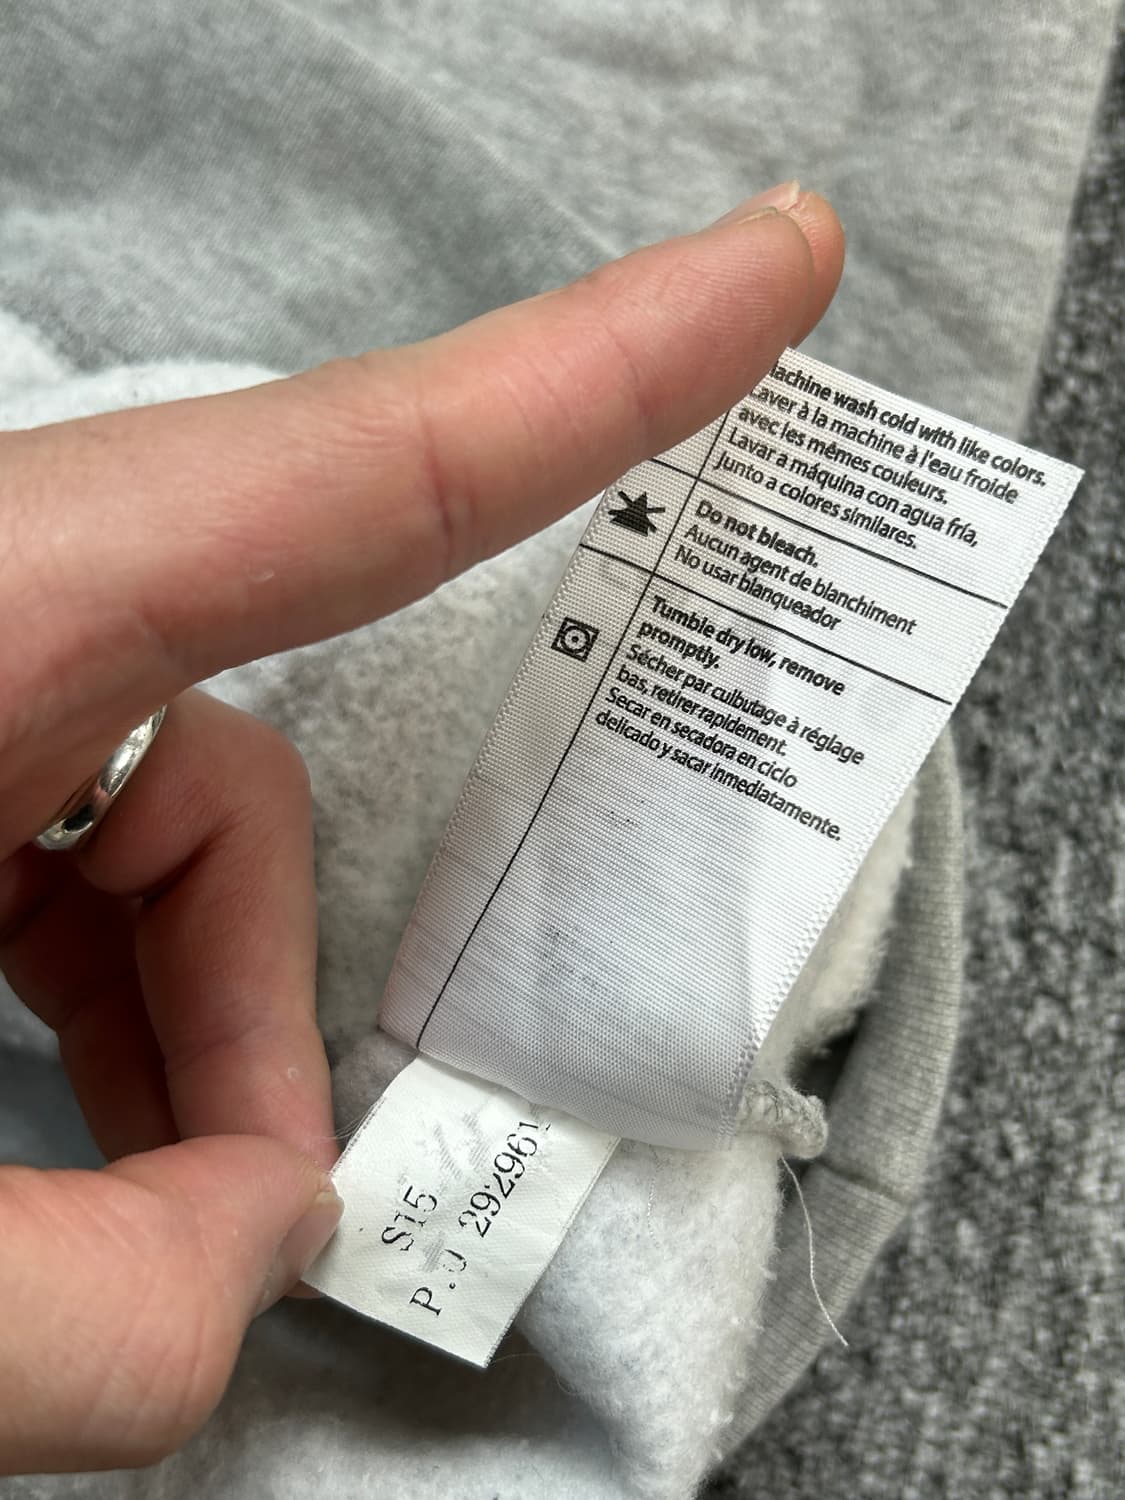 Machine wash cold with like colors.
Laver à la machine à l'eau froide
avec les mêmes couleurs.
Lavar a máquina con agua fría,
Junto a colores similares.
Do not bleach.
Aucun agent de blanchiment
No usar blanqueador
Tumble dry low, remove
promptly.
Sécher par culbutage à réglage
bas, retirer rapidement.
Secar en secadora en ciclo
delicado y sacar inmediatamente.
S15
P.O 292961